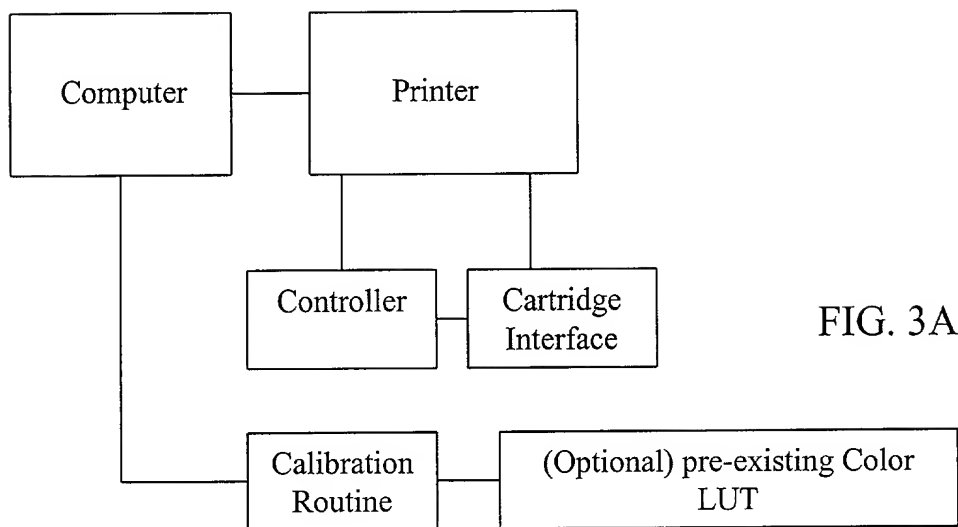 Computer
Printer
Controller
Cartridge
Interface
FIG. 3A
Calibration
Routine
(Optional) pre-existing Color
LUT